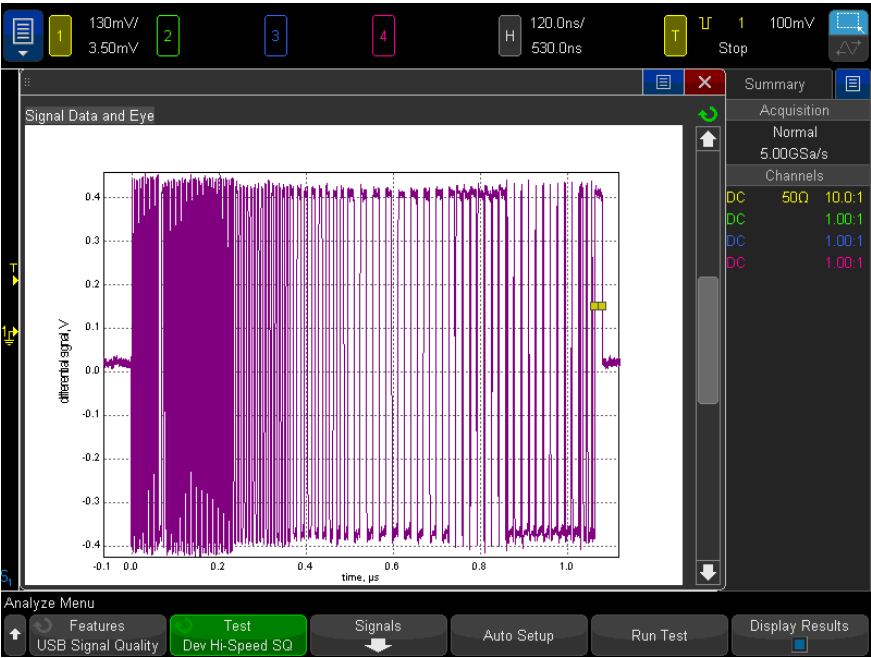 1 130mV/ 2 3 4 H 120.0ns/ T 1 100mV
3.50mV 530.0ns Stop
Summary
Signal Data and Eye
Acquisition
Normal
5.00GSa/s
Channels
DC 50Ω 10.0:1
DC 1.00:1
DC 1.00:1
DC 1.00:1
T
1
differential signal, V
0.4
0.3
0.2
0.1
0.0
-0.1
-0.2
-0.3
-0.4
-0.1 0.0 0.2 0.4 0.6 0.8 1.0
time, µs
S1
Analyze Menu
Features Test Signals Auto Setup Run Test Display Results
USB Signal Quality Dev Hi-Speed SQ